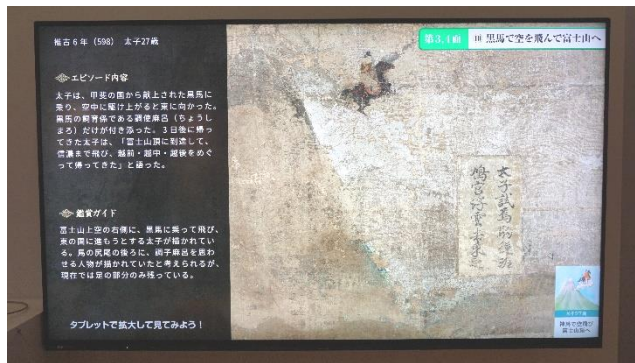 推古6年（598） 太子27歳
エピソード内容
太子は、甲斐の国から献上された黒馬に
乗り、空中に駆け上がると東に向かった。
黒馬の飼育係である調使麻呂（ちょうし
まろ）だけが付き添った。3日後に帰っ
てきた太子は、「富士山頂に到達して、
信濃まで飛び、越前・越中・越後をめぐ
って帰ってきた」と語った。
鑑賞ガイド
富士山上空の右側に、黒馬に乗って飛び、
東の国に進もうとする太子が描かれてい
る。馬の尻尾の後ろに、調子麻呂を思わ
せる人物が描かれていたと考えられるが、
現在では足の部分のみ残っている。
タブレットで拡大して見てみよう！
黒馬で空を飛んで富士山へ
太子試馬